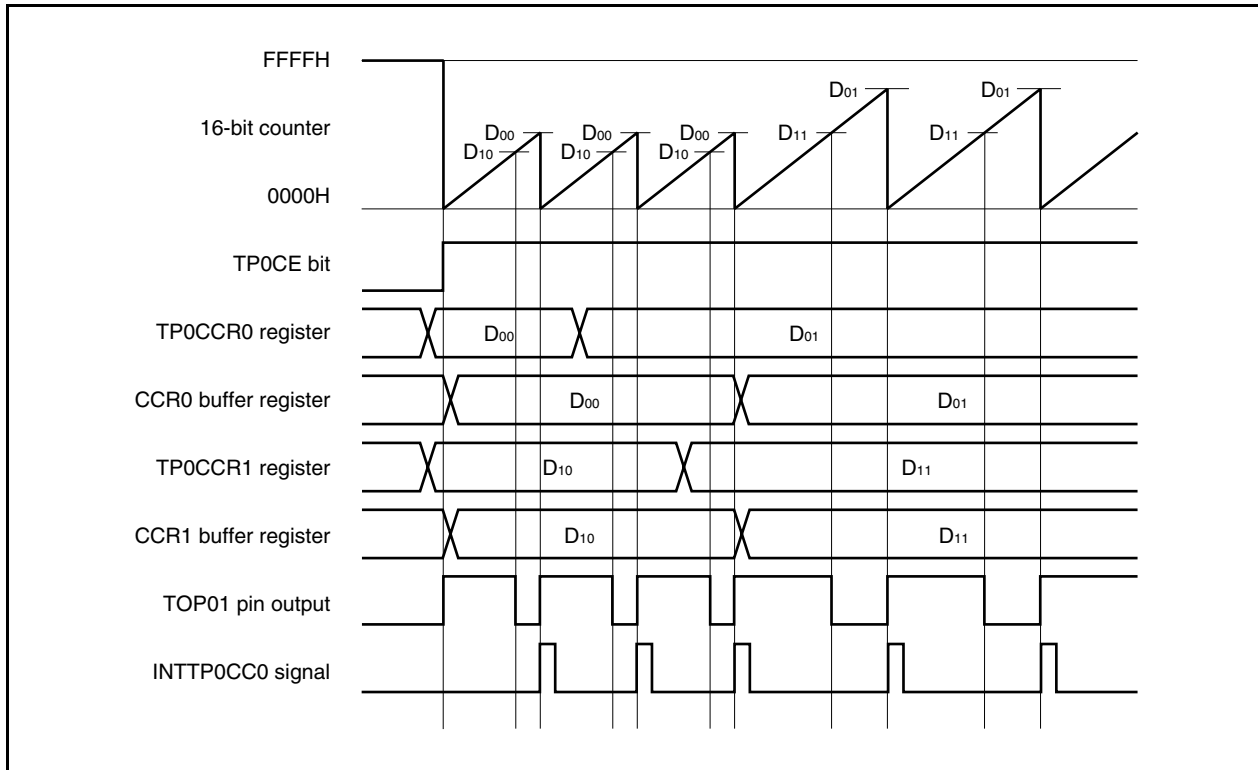 FFFFH
16-bit counter
0000H
D00 D00 D00 D01 D01
D10 D10 D10 D11 D11
TP0CE bit
TP0CCR0 register D00 D01
CCR0 buffer register D00 D01
TP0CCR1 register D10 D11
CCR1 buffer register D10 D11
TOP01 pin output
INTTP0CC0 signal